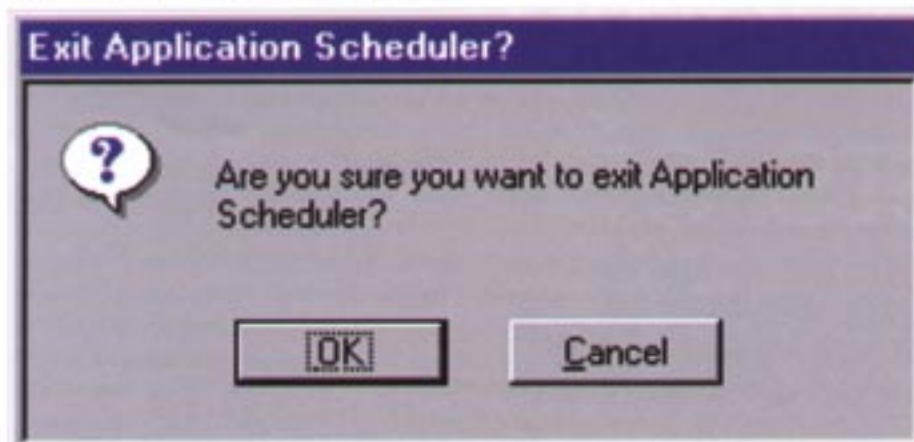 Exit Application Scheduler?
?
Are you sure you want to exit Application
Scheduler?
OK
Cancel